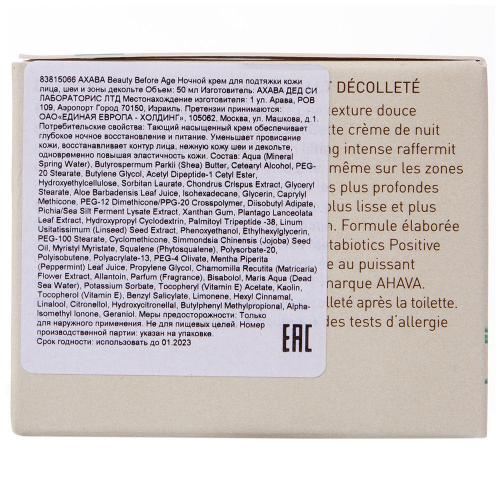 83815066 AXABA Beauty Before Age Ночной крем для подтяжки кожи
лица, шеи и зоны декольте Объем: 50 мл Изготовитель: АХАВА ДЕД СИ
ЛАБОРАТОРИС ЛТД Местонахождение изготовителя: 1 ул. Арава, POB
109, Аэропорт Город 70150, Израиль. Претензии принимаются:
ОАО«ЕДИНАЯ ЕВРОПА - ХОЛДИНГ», 105062, Москва, ул. Машкова, д.1.
Потребительские свойства: Тающий насыщенный крем обеспечивает
глубокое ночное восстановление и питание. Уменьшает провисание
кожи, восстанавливает контур лица, нежную кожу шеи и декольте,
одновременно повышая эластичность кожи. Состав: Aqua (Mineral
Spring Water), Butyrospermum Parkii (Shea) Butter, Cetearyl Alcohol, PEG-
20 Stearate, Butylene Glycol, Acetyl Dipeptide-1 Cetyl Ester,
Hydroxyethylcellulose, Sorbitan Laurate, Chondrus Crispus Extract, Glyceryl
Stearate, Aloe Barbadensis Leaf Juice, Isohexadecane, Glycerin, Caprylyl
Methicone, PEG-12 Dimethicone/PPG-20 Crosspolymer, Diisobutyl Adipate,
Pichia/Sea Silt Ferment Lysate Extract, Xanthan Gum, Plantago Lanceolata
Leaf Extract, Hydroxypropyl Cyclodextrin, Palmitoyl Tripeptide -38, Linum
Usitatissimum (Linseed) Seed Extract, Phenoxyethanol, Ethylhexylglycerin,
PEG-100 Stearate, Cyclomethicone, Simmondsia Chinensis (Jojoba) Seed
Oil, Myristyl Myristate, Squalene (Phytosqualene), Polysorbate-20,
Polyisobutene, Polyacrylate-13, PEG-4 Olivate, Mentha Piperita
(Peppermint) Leaf Juice, Propylene Glycol, Chamomilla Recutita (Matricaria)
Flower Extract, Allantoin, Parfum (Fragrance), Bisabolol, Maris Aqua (Dead
Sea Water), Potassium Sorbate, Tocopheryl (Vitamin E) Acetate, Kaolin,
Tocopherol (Vitamin E), Benzyl Salicylate, Limonene, Hexyl Cinnamal,
Linalool, Citronellol, Hydroxycitronellal, Butylphenyl Methylpropional, Alpha-
Isomethyl Ionone, Geraniol. Меры предосторожности: Только
для наружного применения. Не для пищевых целей. Номер
производственной партии: указан на упаковке.
Срок годности: использовать до 01.2023
EAC
T DÉCOLLETÉ
texture douce
tte crème de nuit
ing intense raffermit
même sur les zones
s plus profondes
plus lisse et plus
n. Formule élaborée
etabiotics Positive
e au puissant
marque AHAVA.
lleté après la toilette.
des tests d'allergie